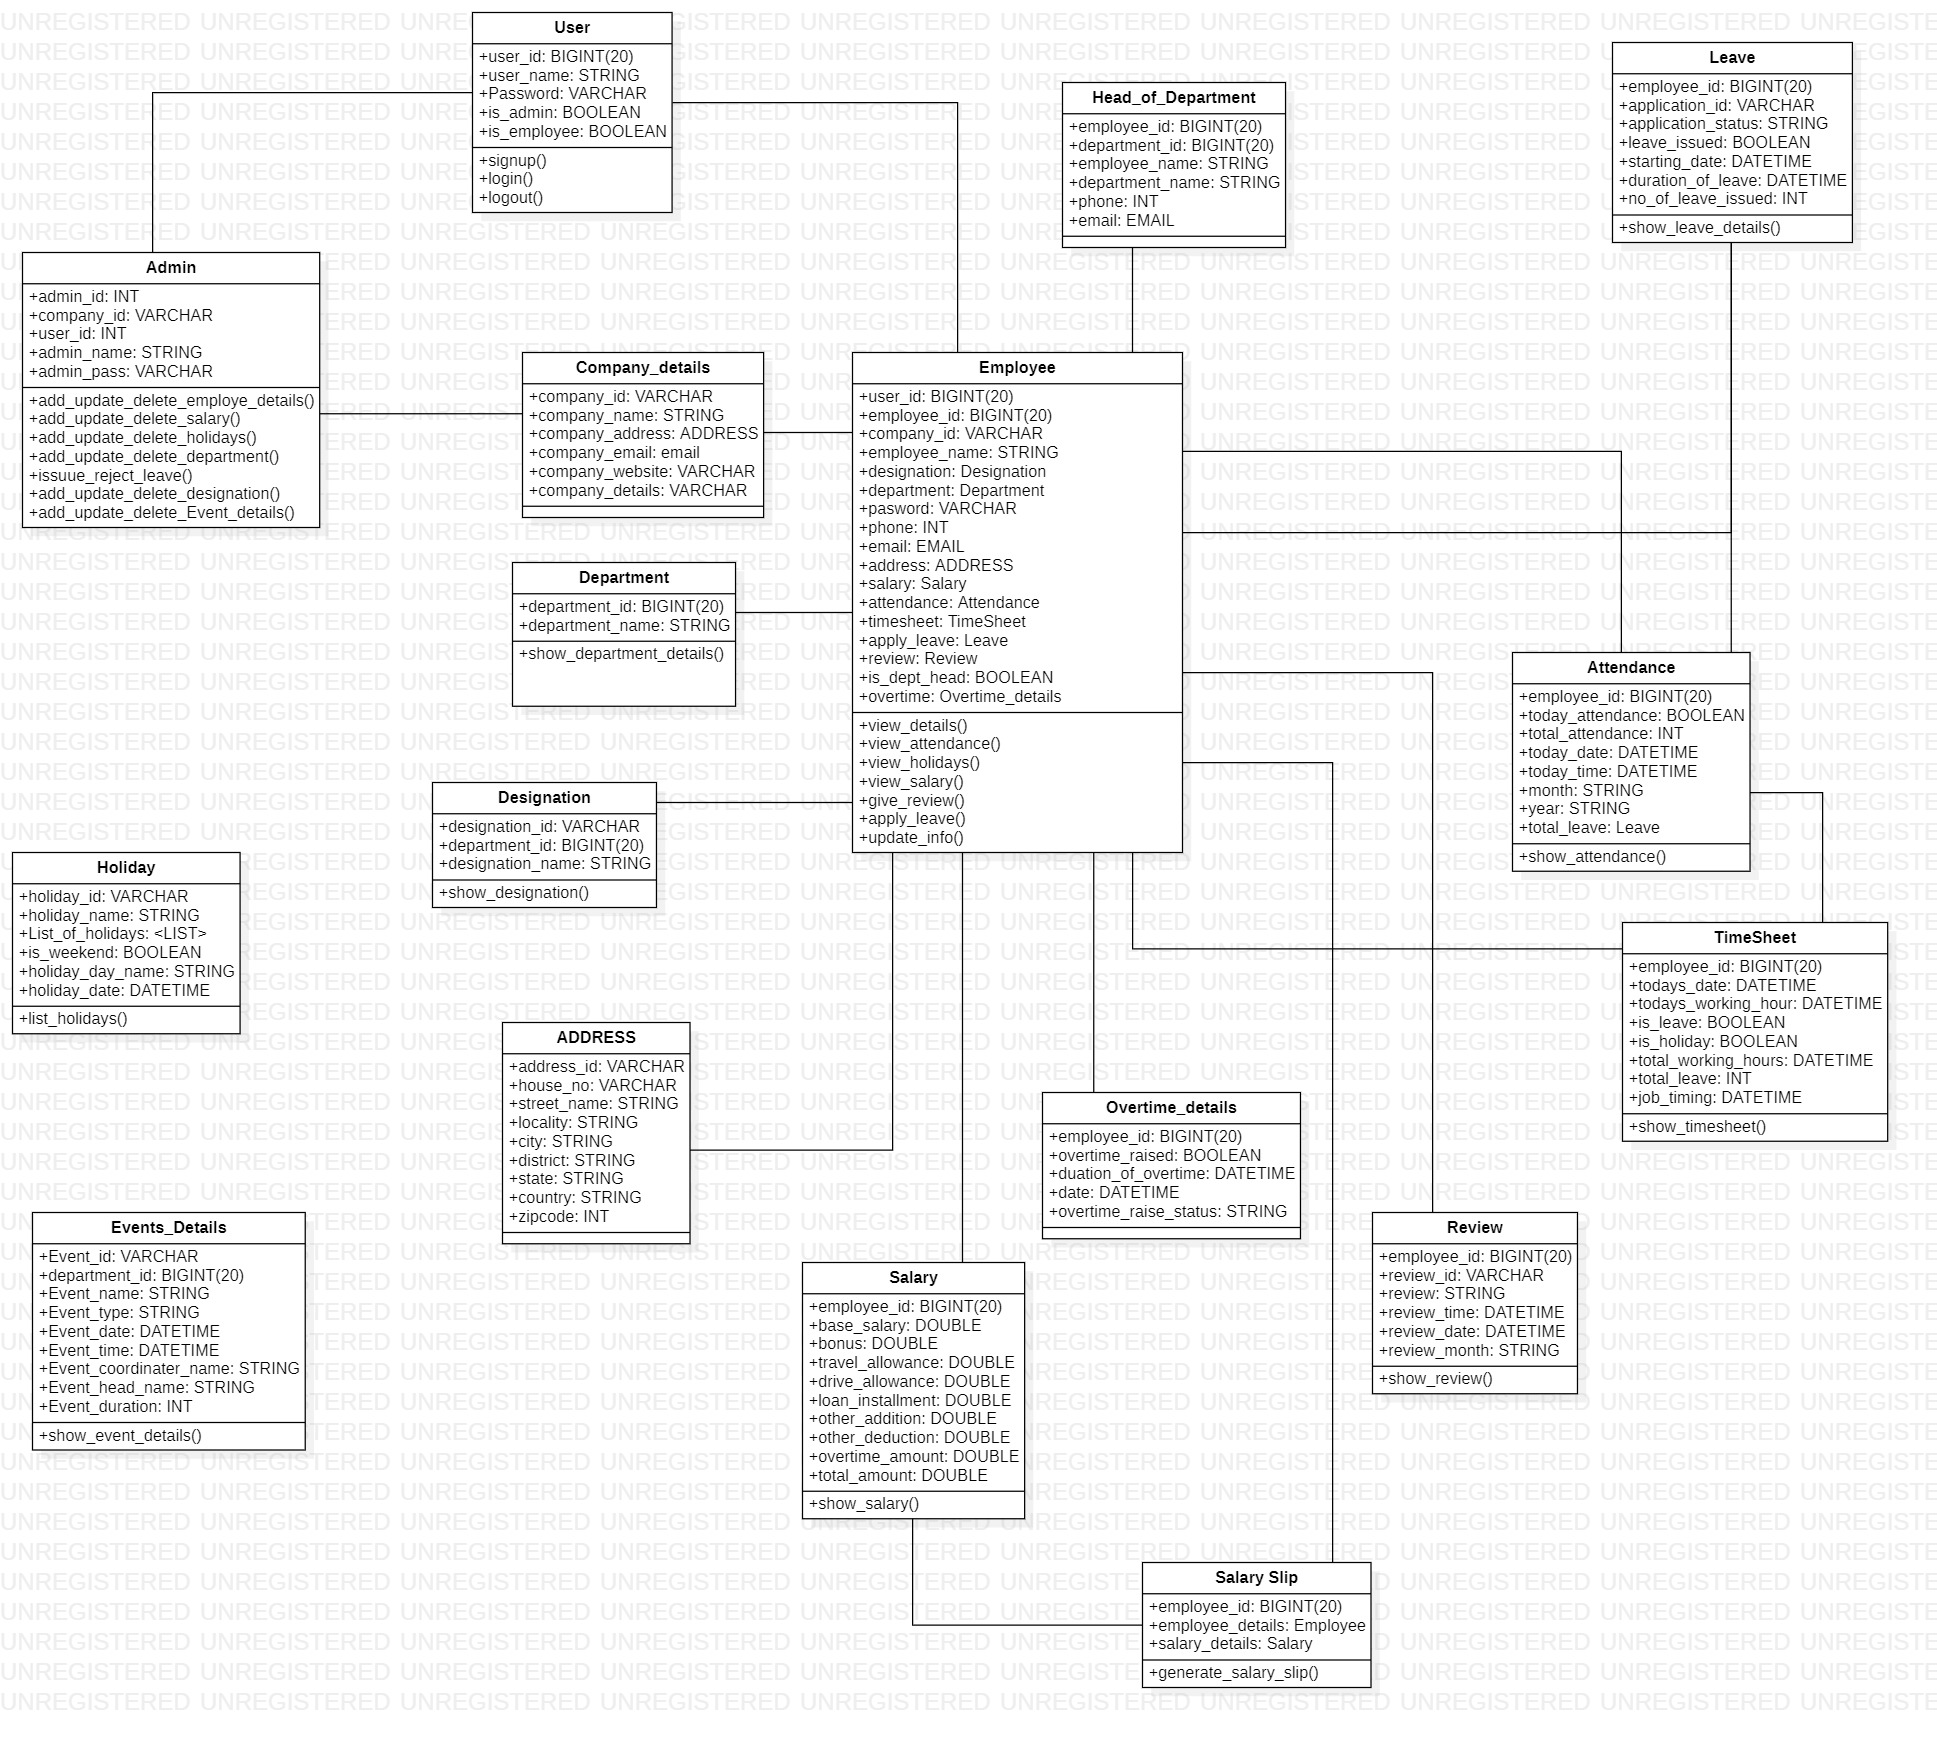 User
+user_id: BIGINT(20)
+user_name: STRING
+Password: VARCHAR
+is_admin: BOOLEAN
+is_employee: BOOLEAN
+signup()
+login()
+logout()
Head_of_Department
+employee_id: BIGINT(20)
+department_id: BIGINT(20)
+employee_name: STRING
+department_name: STRING
+phone: INT
+email: EMAIL
Leave
+employee_id: BIGINT(20)
+application_id: VARCHAR
+application_status: STRING
+leave_issued: BOOLEAN
+starting_date: DATETIME
+duration_of_leave: DATETIME
+no_of_leave_issued: INT
+show_leave_details()
Admin
+admin_id: INT
+company_id: VARCHAR
+user_id: INT
+admin_name: STRING
+admin_pass: VARCHAR
+add_update_delete_employe_details()
+add_update_delete_salary()
+add_update_delete_holidays()
+add_update_delete_department()
+issuue_reject_leave()
+add_update_delete_designation()
+add_update_delete_Event_details()
Company_details
+company_id: VARCHAR
+company_name: STRING
+company_address: ADDRESS
+company_email: email
+company_website: VARCHAR
+company_details: VARCHAR
Employee
+user_id: BIGINT(20)
+employee_id: BIGINT(20)
+company_id: VARCHAR
+employee_name: STRING
+designation: Designation
+department: Department
+pasword: VARCHAR
+phone: INT
+email: EMAIL
+address: ADDRESS
+salary: Salary
+attendance: Attendance
+timesheet: TimeSheet
+apply_leave: Leave
+review: Review
+is_dept_head: BOOLEAN
+overtime: Overtime_details
+view_details()
+view_attendance()
+view_holidays()
+view_salary()
+give_review()
+apply_leave()
+update_info()
Department
+department_id: BIGINT(20)
+department_name: STRING
+show_department_details()
Attendance
+employee_id: BIGINT(20)
+today_attendance: BOOLEAN
+total_attendance: INT
+today_date: DATETIME
+today_time: DATETIME
+month: STRING
+year: STRING
+total_leave: Leave
+show_attendance()
Designation
+designation_id: VARCHAR
+department_id: BIGINT(20)
+designation_name: STRING
+show_designation()
Holiday
+holiday_id: VARCHAR
+holiday_name: STRING
+List_of_holidays: <LIST>
+is_weekend: BOOLEAN
+holiday_day_name: STRING
+holiday_date: DATETIME
+list_holidays()
TimeSheet
+employee_id: BIGINT(20)
+todays_date: DATETIME
+todays_working_hour: DATETIME
+is_leave: BOOLEAN
+is_holiday: BOOLEAN
+total_working_hours: DATETIME
+total_leave: INT
+job_timing: DATETIME
+show_timesheet()
ADDRESS
+address_id: VARCHAR
+house_no: VARCHAR
+street_name: STRING
+locality: STRING
+city: STRING
+district: STRING
+state: STRING
+country: STRING
+zipcode: INT
Overtime_details
+employee_id: BIGINT(20)
+overtime_raised: BOOLEAN
+duation_of_overtime: DATETIME
+date: DATETIME
+overtime_raise_status: STRING
Events_Details
+Event_id: VARCHAR
+department_id: BIGINT(20)
+Event_name: STRING
+Event_type: STRING
+Event_date: DATETIME
+Event_time: DATETIME
+Event_coordinater_name: STRING
+Event_head_name: STRING
+Event_duration: INT
+show_event_details()
Review
+employee_id: BIGINT(20)
+review_id: VARCHAR
+review: STRING
+review_time: DATETIME
+review_date: DATETIME
+review_month: STRING
+show_review()
Salary
+employee_id: BIGINT(20)
+base_salary: DOUBLE
+bonus: DOUBLE
+travel_allowance: DOUBLE
+drive_allowance: DOUBLE
+loan_installment: DOUBLE
+other_addition: DOUBLE
+other_deduction: DOUBLE
+overtime_amount: DOUBLE
+total_amount: DOUBLE
+show_salary()
Salary Slip
+employee_id: BIGINT(20)
+employee_details: Employee
+salary_details: Salary
+generate_salary_slip()
UNREGISTERED